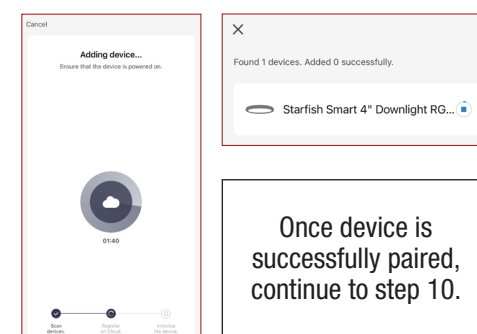 Cancel
Adding device...
Ensure that the device is powered on.
01:40
Scan
devices.
Register
on Cloud.
Initialize
the device.
Found 1 devices. Added 0 successfully.
Starfish Smart 4" Downlight RG...
Once device is
successfully paired,
continue to step 10.